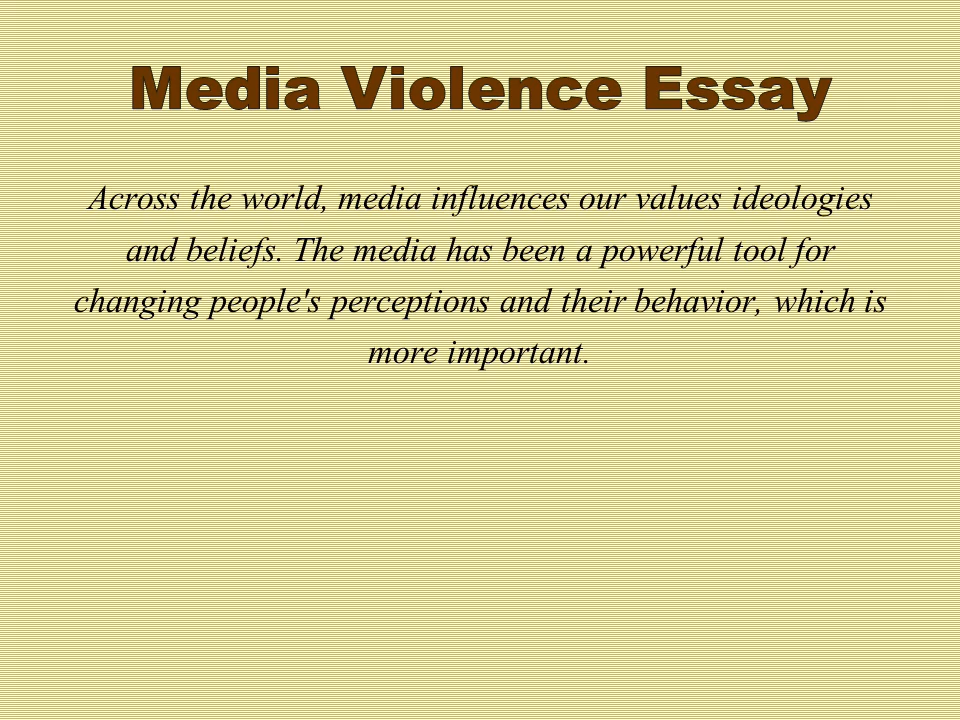 Media Violence Essay
Across the world, media influences our values ideologies
and beliefs. The media has been a powerful tool for
changing people's perceptions and their behavior, which is
more important.